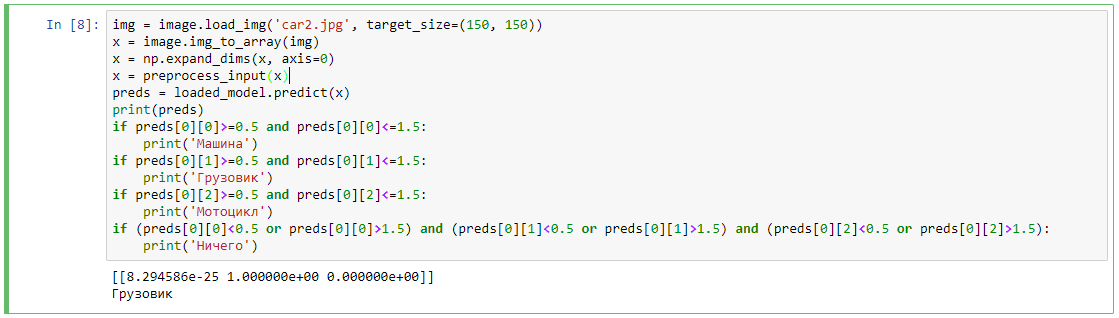 In [8]: img = image.load_img('car2.jpg', target_size=(150, 150))
x = image.img_to_array(img)
x = np.expand_dims(x, axis=0)
x = preprocess_input(x)
preds = loaded_model.predict(x)
print(preds)
if preds[0][0]>=0.5 and preds[0][0]<=1.5:
    print('Машина')
if preds[0][1]>=0.5 and preds[0][1]<=1.5:
    print('Грузовик')
if preds[0][2]>=0.5 and preds[0][2]<=1.5:
    print('Мотоцикл')
if (preds[0][0]<0.5 or preds[0][0]>1.5) and (preds[0][1]<0.5 or preds[0][1]>1.5) and (preds[0][2]<0.5 or preds[0][2]>1.5):
    print('Ничего')
[[8.294586e-25 1.000000e+00 0.000000e+00]]
Грузовик